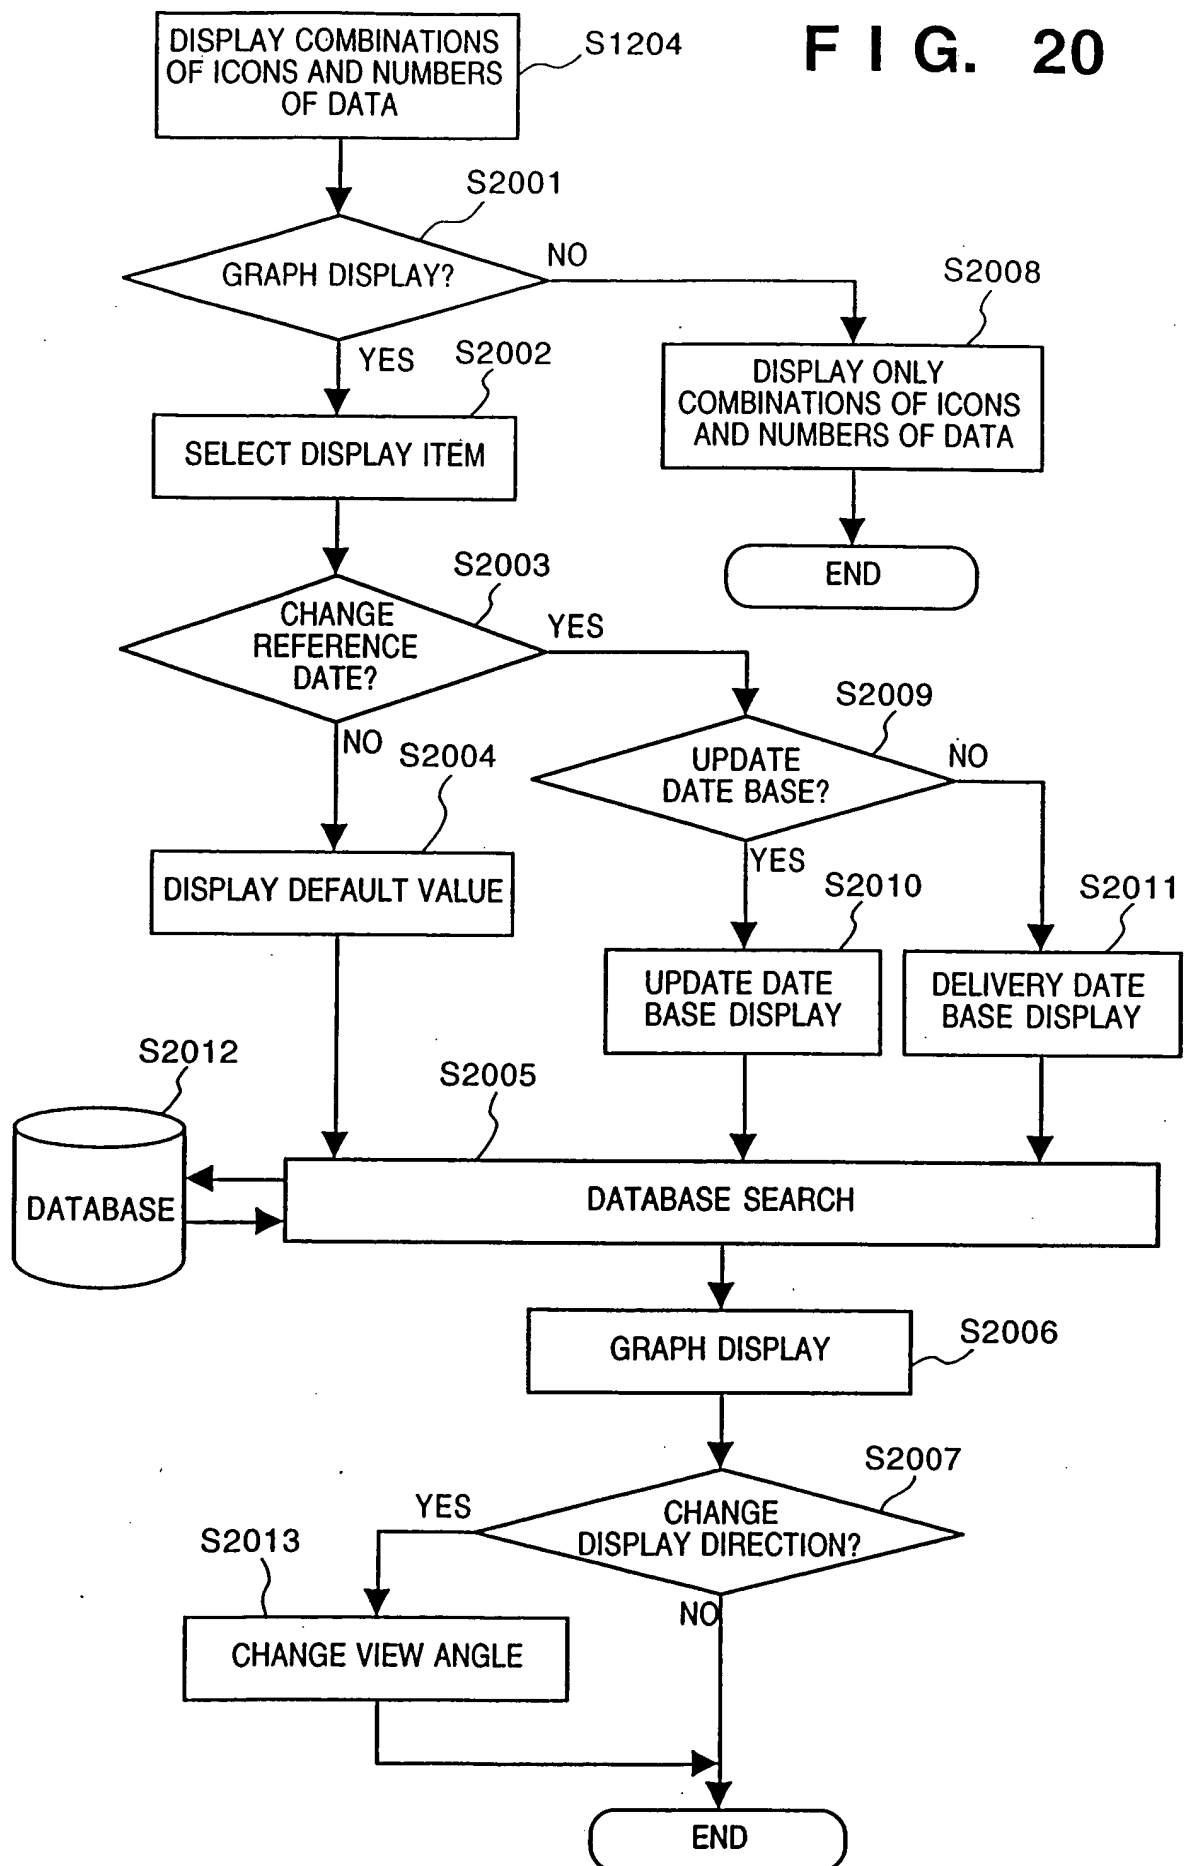 FIG. 20
DISPLAY COMBINATIONS
OF ICONS AND NUMBERS
OF DATA
S1204
S2001
GRAPH DISPLAY?
NO
YES
S2008
DISPLAY ONLY
COMBINATIONS OF ICONS
AND NUMBERS OF DATA
END
S2002
SELECT DISPLAY ITEM
S2003
CHANGE
REFERENCE
DATE?
YES
NO
S2009
UPDATE
DATE BASE?
NO
YES
S2004
DISPLAY DEFAULT VALUE
S2010
UPDATE DATE
BASE DISPLAY
S2011
DELIVERY DATE
BASE DISPLAY
S2012
DATABASE
S2005
DATABASE SEARCH
GRAPH DISPLAY
S2006
S2007
CHANGE
DISPLAY DIRECTION?
YES
NO
S2013
CHANGE VIEW ANGLE
END